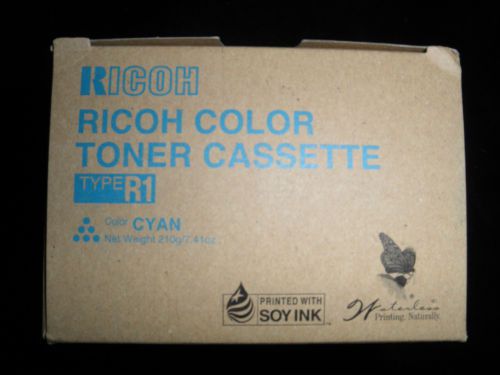 RICOH
RICOH COLOR
TONER CASSETTE
TYPE R1
Color CYAN
Net Weight 210g/7.41oz.
PRINTED WITH
SOY INK
Waterless
Printing. Naturally.